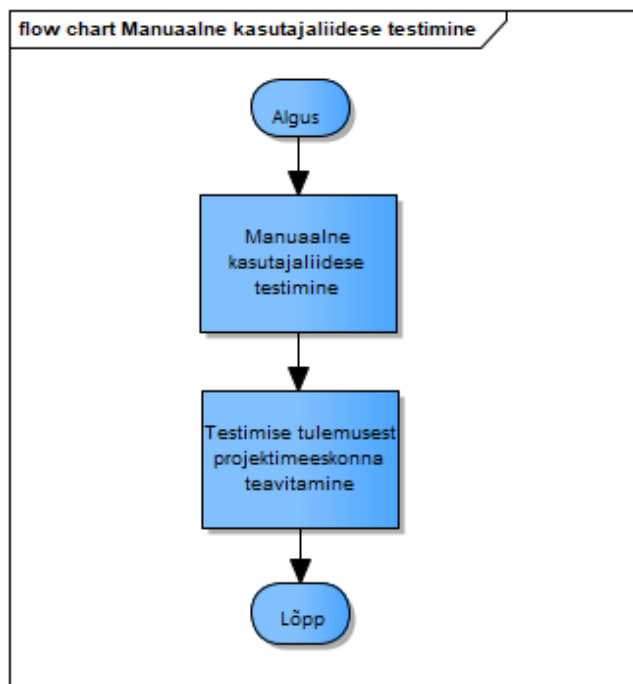 flow chart Manuaalne kasutajaliidese testimine
Algus
Manuaalne
kasutajaliidese
testimine
Testimise tulemusest
projektimeeskonna
teavitamine
Lõpp